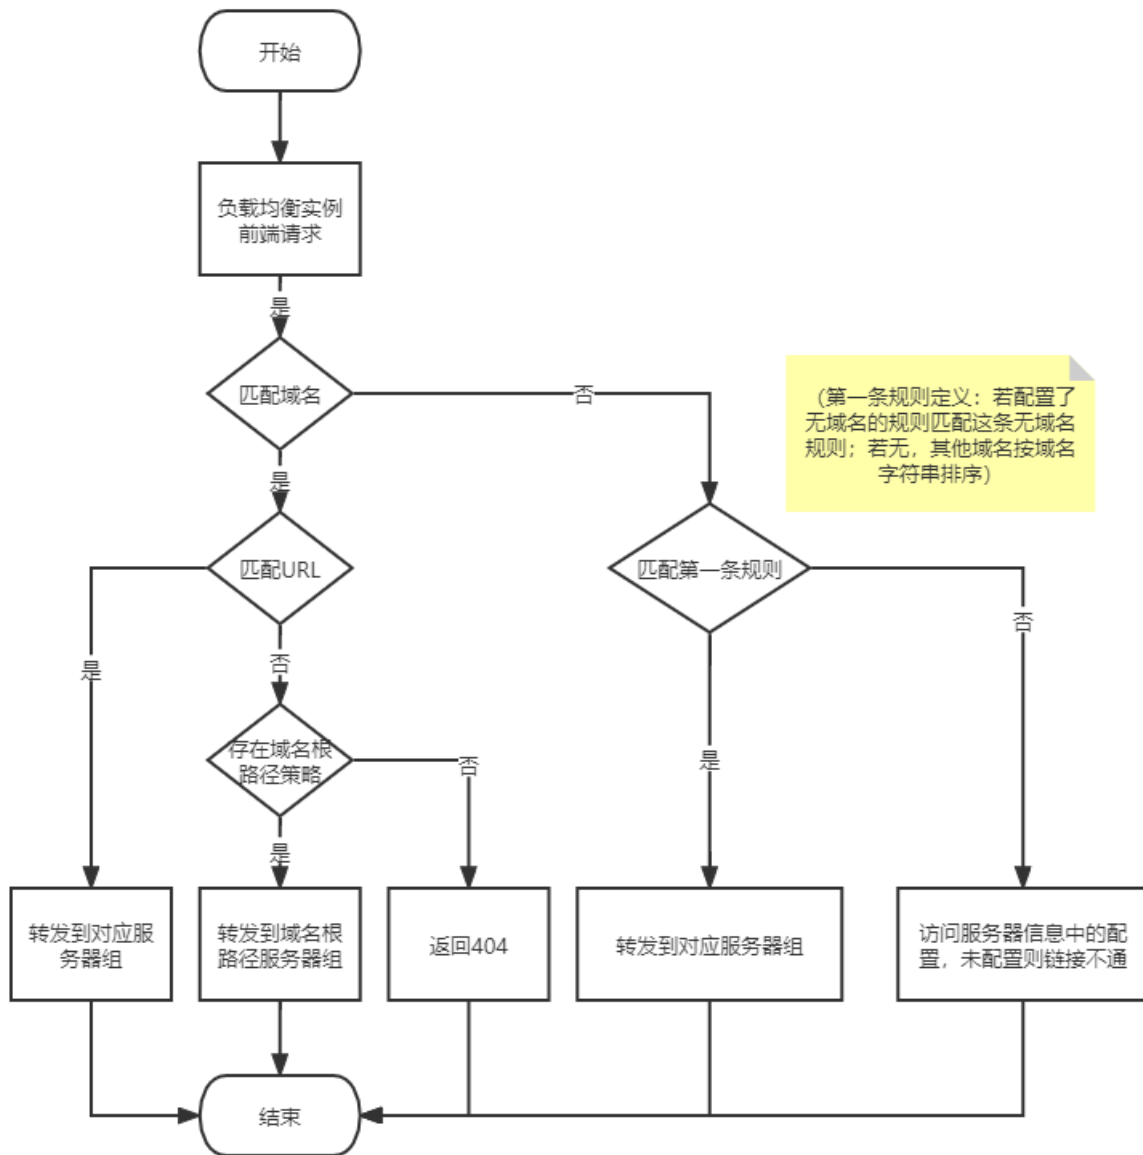 开始
负载均衡实例
前端请求
是
匹配域名
否
（第一条规则定义：若配置了
无域名的规则匹配这条无域名
规则；若无，其他域名按域名
字符串排序）
是
匹配URL
匹配第一条规则
是
否
否
存在域名根
路径策略
否
是
是
转发到对应服
务器组
转发到域名根
路径服务器组
返回404
转发到对应服务器组
访问服务器信息中的配
置，未配置则链接不通
结束